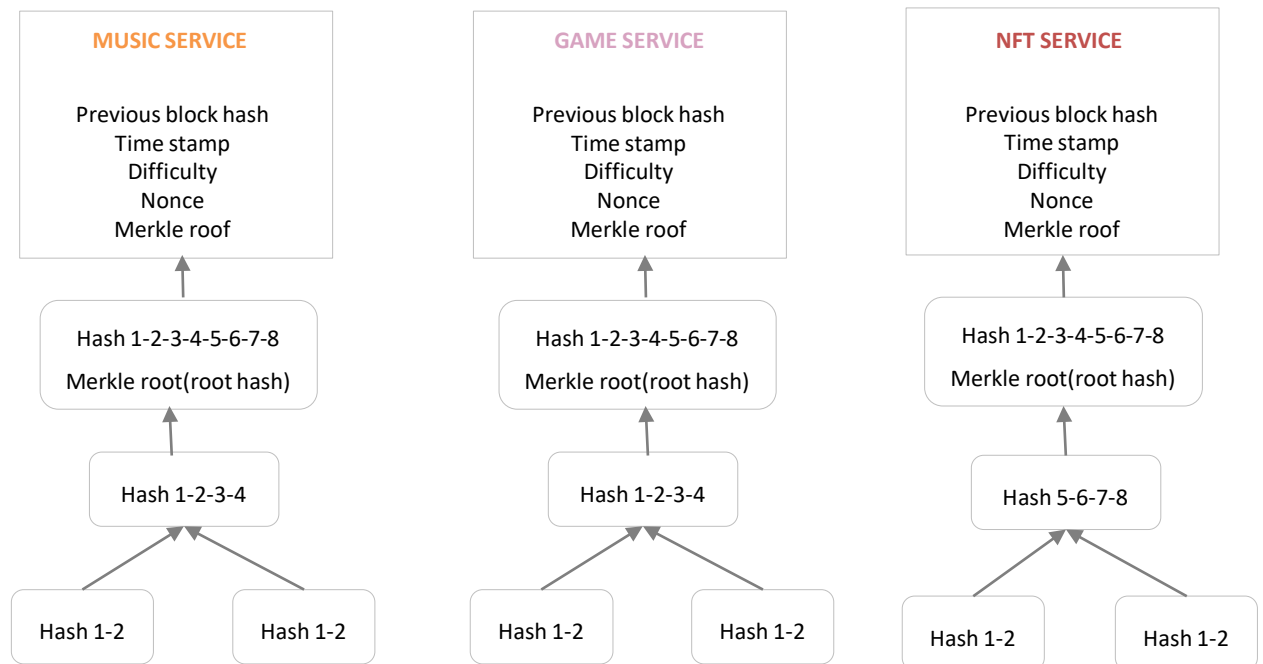 MUSIC SERVICE
Previous block hash
Time stamp
Difficulty
Nonce
Merkle roof
Hash 1-2-3-4-5-6-7-8
Merkle root(root hash)
Hash 1-2-3-4
Hash 1-2
Hash 1-2
GAME SERVICE
Previous block hash
Time stamp
Difficulty
Nonce
Merkle roof
Hash 1-2-3-4-5-6-7-8
Merkle root(root hash)
Hash 1-2-3-4
Hash 1-2
Hash 1-2
NFT SERVICE
Previous block hash
Time stamp
Difficulty
Nonce
Merkle roof
Hash 1-2-3-4-5-6-7-8
Merkle root(root hash)
Hash 5-6-7-8
Hash 1-2
Hash 1-2